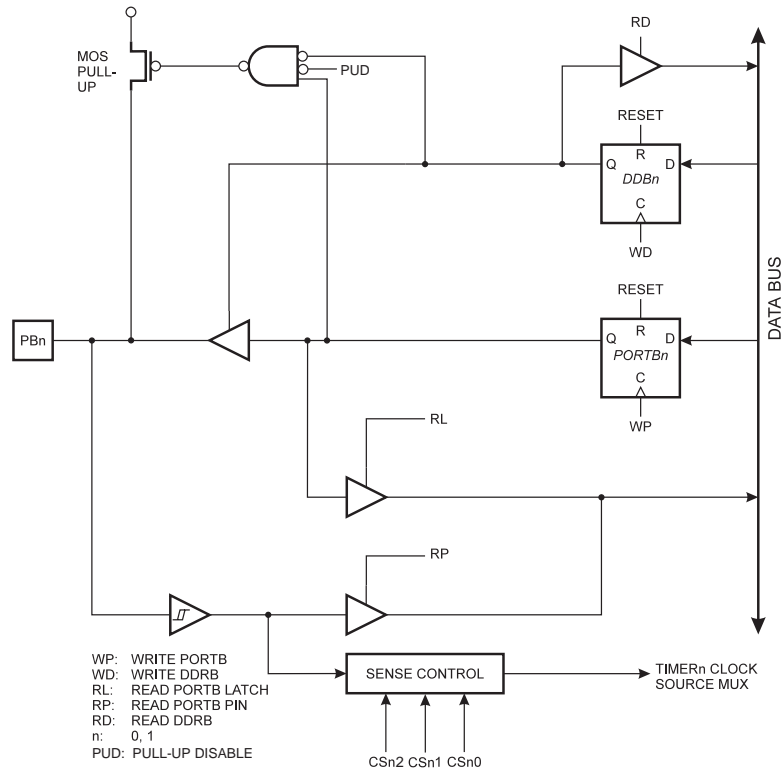 RD
MOS
PULL-
UP
PUD
RESET
R
Q
D
DDBn
C
WD
DATA BUS
RESET
R
PBn
Q
D
PORTBn
C
WP
RL
RP
WP: WRITE PORTB
WD: WRITE DDRB
RL: READ PORTB LATCH
RP: READ PORTB PIN
RD: READ DDRB
n: 0, 1
PUD: PULL-UP DISABLE
SENSE CONTROL
TIMERn CLOCK
SOURCE MUX
CSn2 CSn1 CSn0